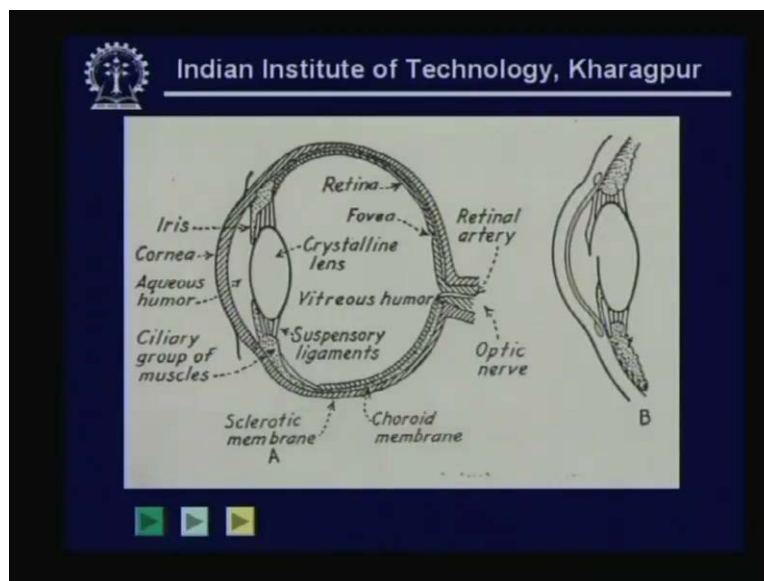 Indian Institute of Technology, Kharagpur
Retina
Fovea
Retinal
artery
Iris
Cornea
Crystalline
lens
Aqueous
humor
Vitreous humor
Ciliary
group of
muscles
Suspensory
ligaments
Optic
nerve
Sclerotic
membrane
Choroid
membrane
A
B